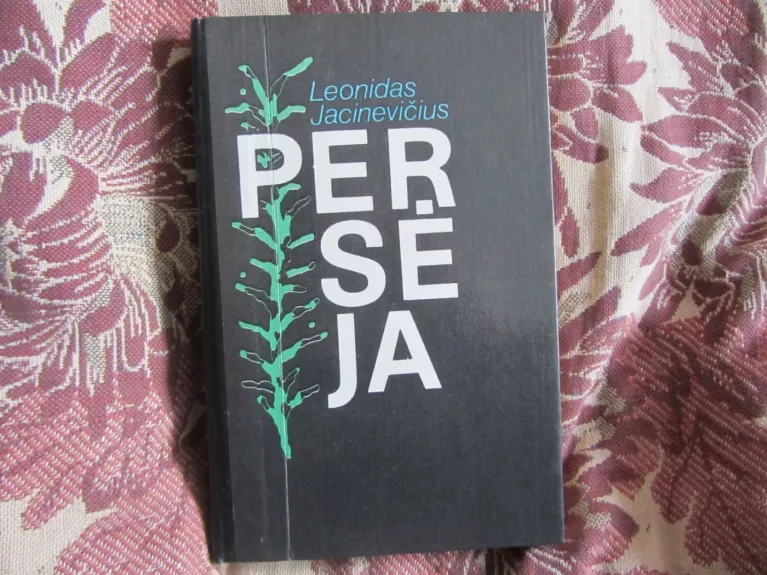 Leonidas
Jacinevičius
PER
SĖ
JA